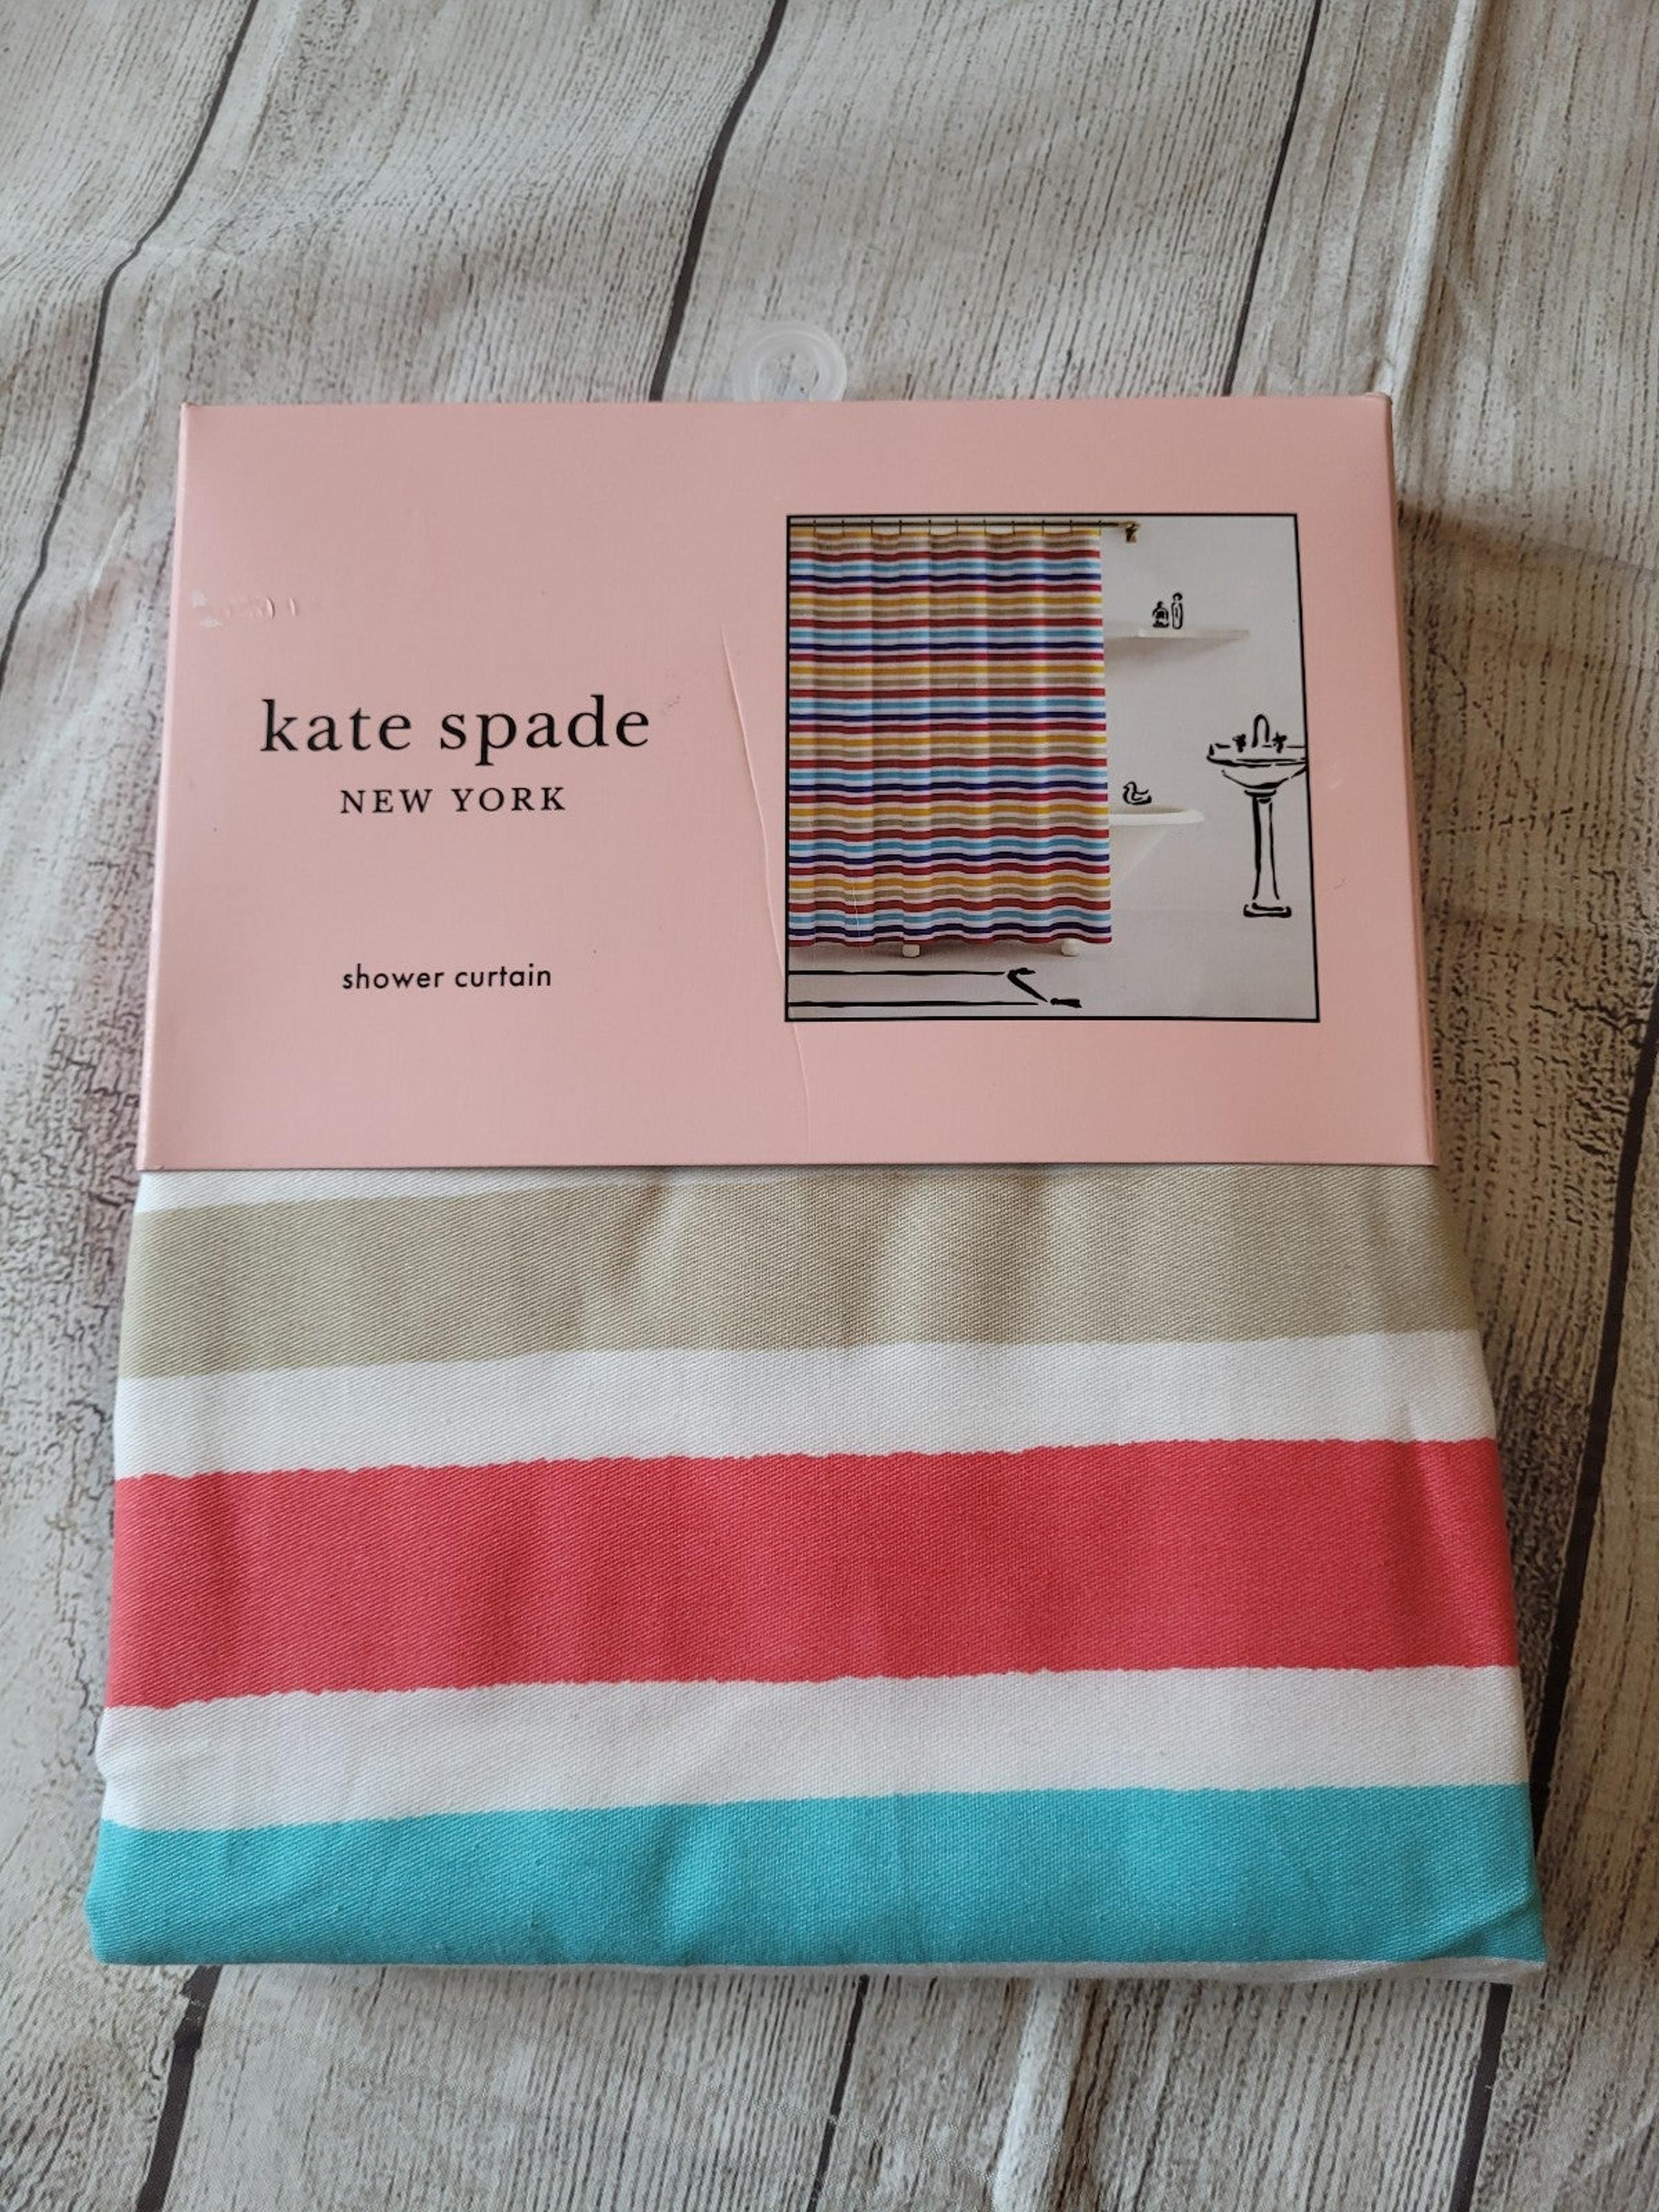 kate spade
NEW YORK
shower curtain